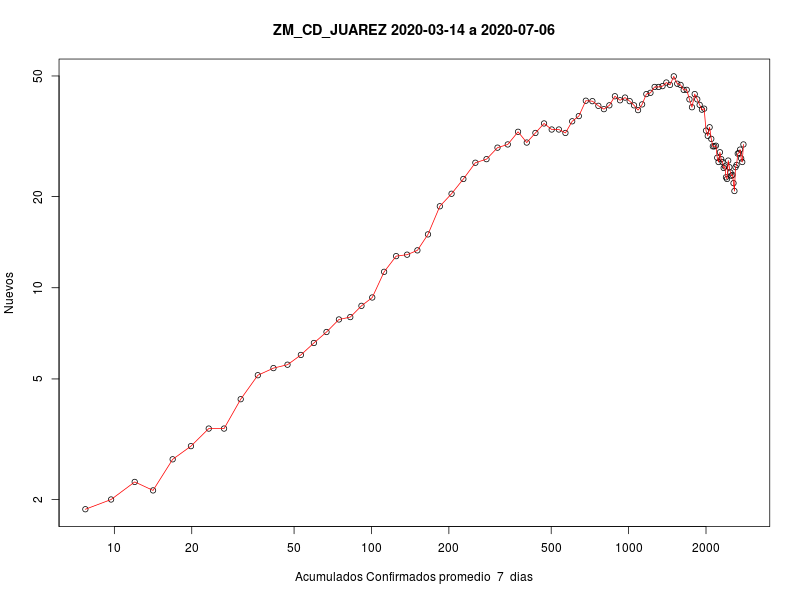 ZM_CD_JUAREZ 2020-03-14 a 2020-07-06
Nuevos
50
20
10
5
2
10 20 50 100 200 500 1000 2000
Acumulados Confirmados promedio 7 dias